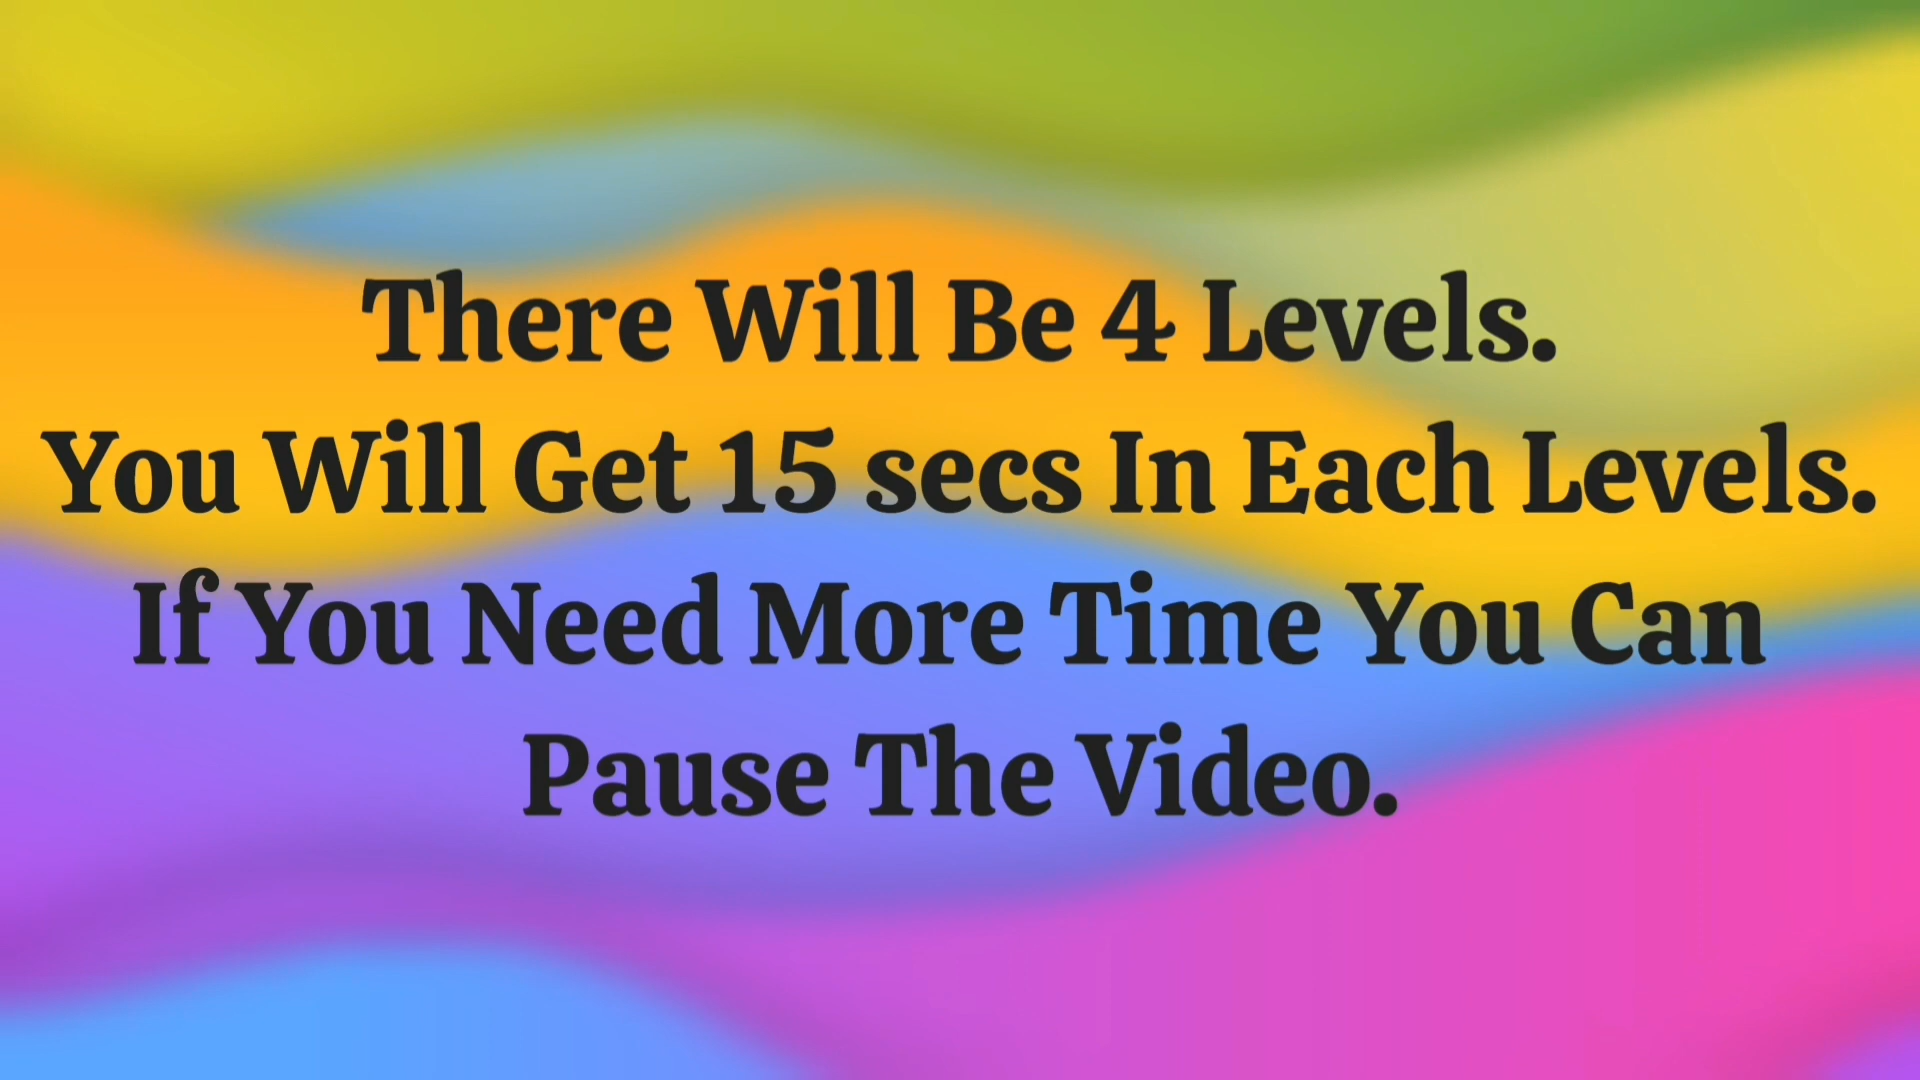 There Will Be 4 Levels.
You Will Get 15 secs In Each Levels.
If You Need More Time You Can
Pause The Video.